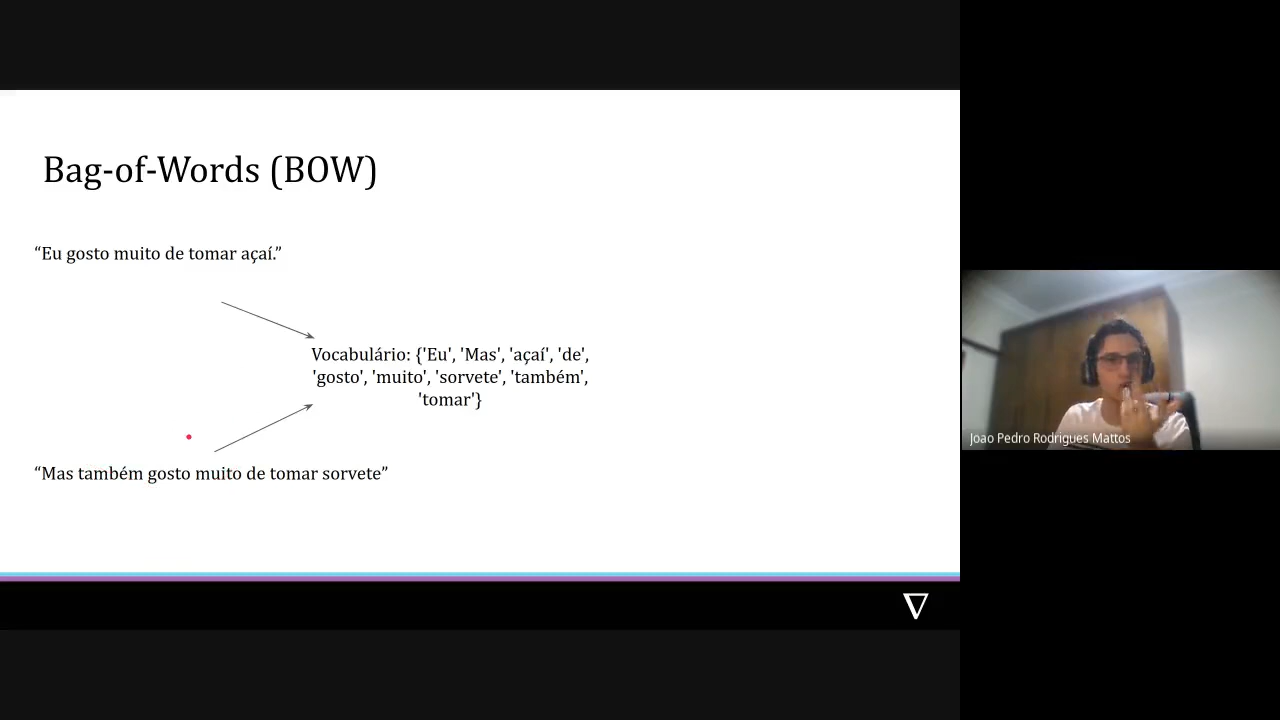 Bag-of-Words (BOW)
“Eu gosto muito de tomar açaí.”
Vocabulário: {'Eu', 'Mas', 'açaí', 'de',
'gosto', 'muito', 'sorvete', 'também',
'tomar'}
“Mas também gosto muito de tomar sorvete”
Joao Pedro Rodrigues Mattos